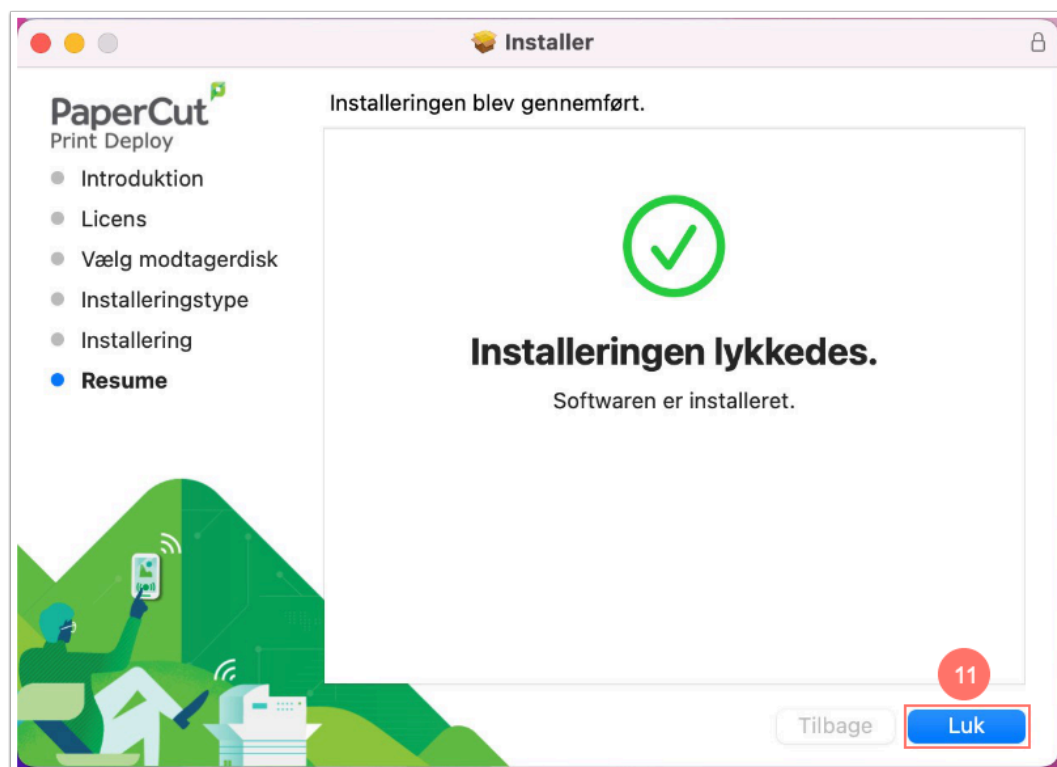 Installer
PaperCut
Print Deploy
Installeringen blev gennemført.
Introduktion
Licens
Vælg modtagerdisk
Installeringstype
Installering
Resume
Installeringen lykkedes.
Softwaren er installeret.
11
Tilbage
Luk